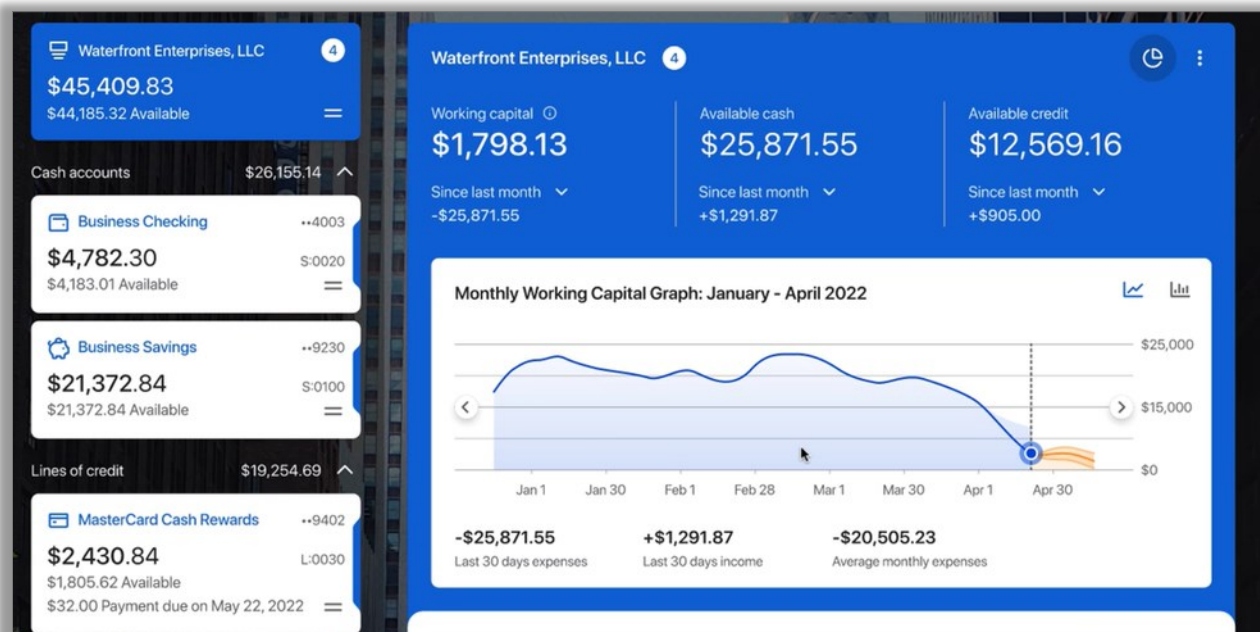 Waterfront Enterprises, LLC 4
$45,409.83
$44,185.32 Available
Cash accounts $26,155.14
Business Checking ••4003
$4,782.30 S:0020
$4,183.01 Available
Business Savings ••9230
$21,372.84 S:0100
$21,372.84 Available
Lines of credit $19,254.69
MasterCard Cash Rewards ••9402
$2,430.84 L:0030
$1,805.62 Available
$32.00 Payment due on May 22, 2022
Waterfront Enterprises, LLC 4
Working capital
$1,798.13
Since last month
-$25,871.55
Available cash
$25,871.55
Since last month
+$1,291.87
Available credit
$12,569.16
Since last month
+$905.00
Monthly Working Capital Graph: January - April 2022
$25,000
$15,000
$0
Jan 1 Jan 30 Feb 1 Feb 28 Mar 1 Mar 30 Apr 1 Apr 30
-$25,871.55 +$1,291.87 -$20,505.23
Last 30 days expenses Last 30 days income Average monthly expenses